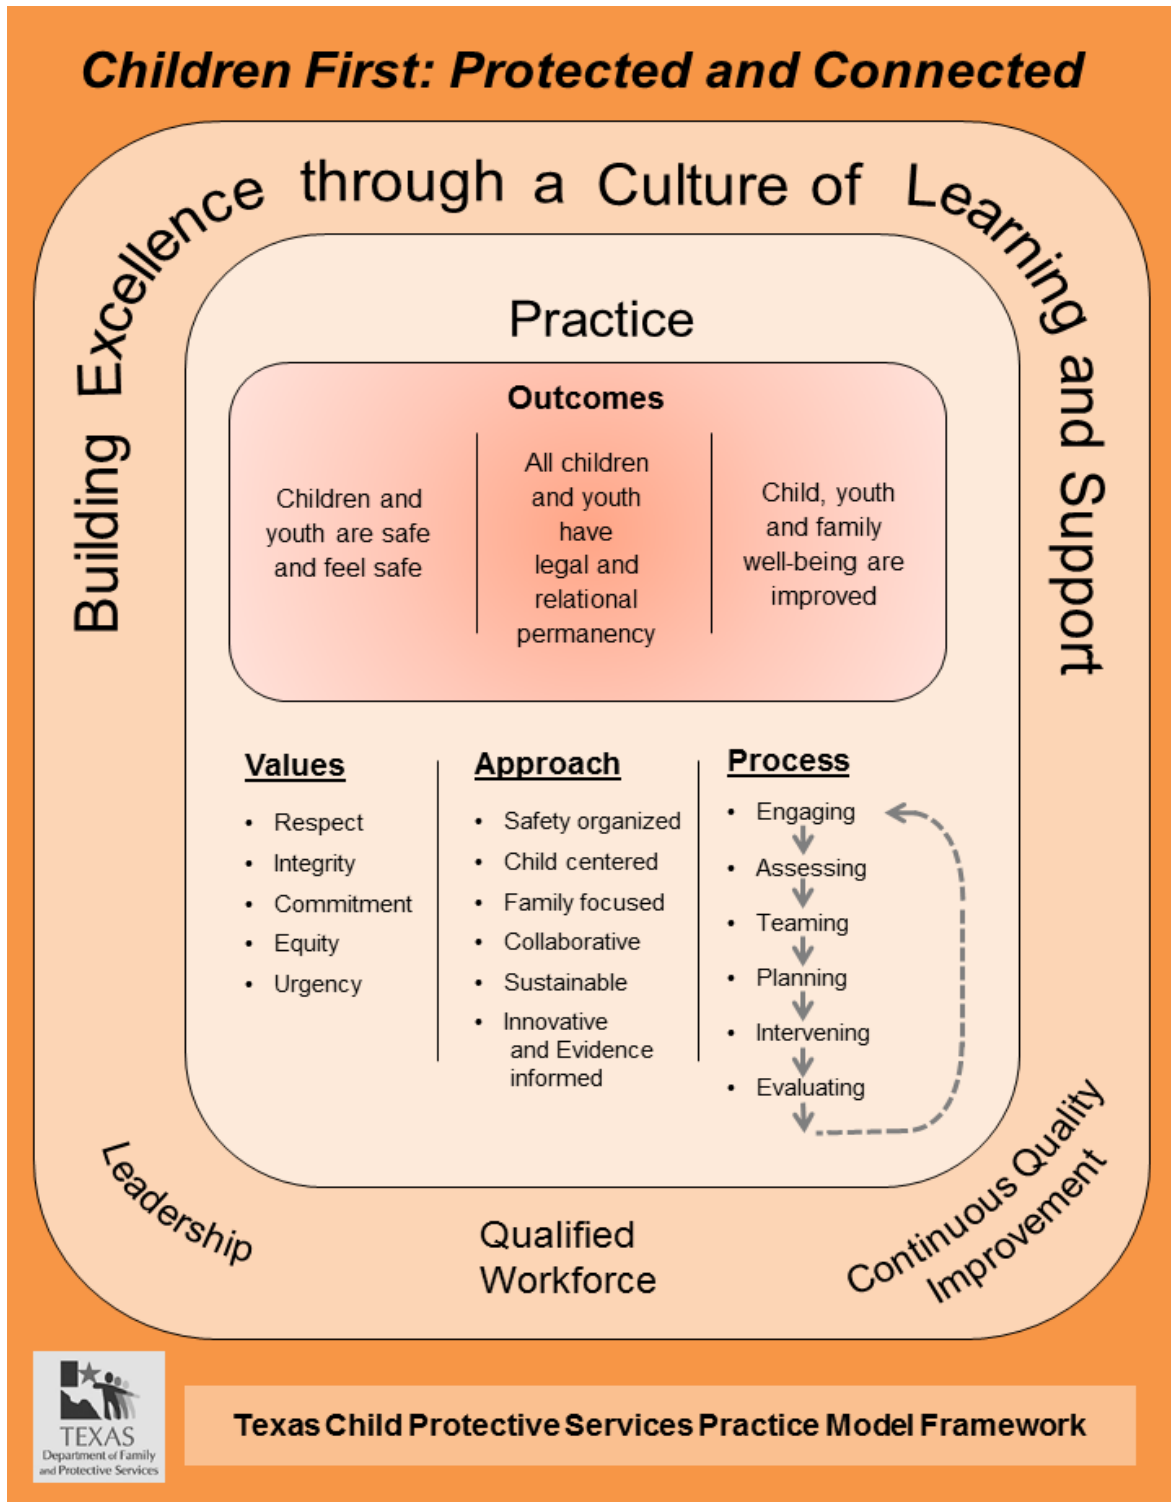 Children First: Protected and Connected
Building Excellence through a Culture of Learning and Support
Practice
Outcomes
Children and
youth are safe
and feel safe
All children
and youth
have
legal and
relational
permanency
Child, youth
and family
well-being are
improved
Values
• Respect
• Integrity
• Commitment
• Equity
• Urgency
Approach
• Safety organized
• Child centered
• Family focused
• Collaborative
• Sustainable
• Innovative
and Evidence
informed
Process
• Engaging
• Assessing
• Teaming
• Planning
• Intervening
• Evaluating
Leadership
Qualified
Workforce
Continuous Quality
Improvement
TEXAS
Department of Family
and Protective Services
Texas Child Protective Services Practice Model Framework